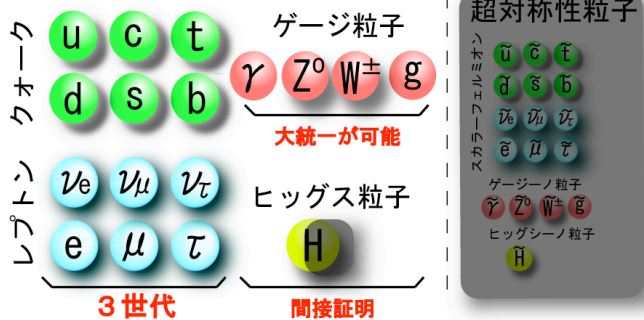 クォーク
u c t
d s b
レプトン
νe νμ ντ
e μ τ
3世代
ゲージ粒子
γ Z⁰ W± g
大統一が可能
ヒッグス粒子
H
間接証明
超対称性粒子
スカラーフェルミオン
ũ c̃ t̃
d̃ s̃ b̃
ν̃e ν̃μ ν̃τ
ẽ μ̃ τ̃
ゲージーノ粒子
γ̃ Z̃⁰ W̃± g̃
ヒッグシーノ粒子
H̃